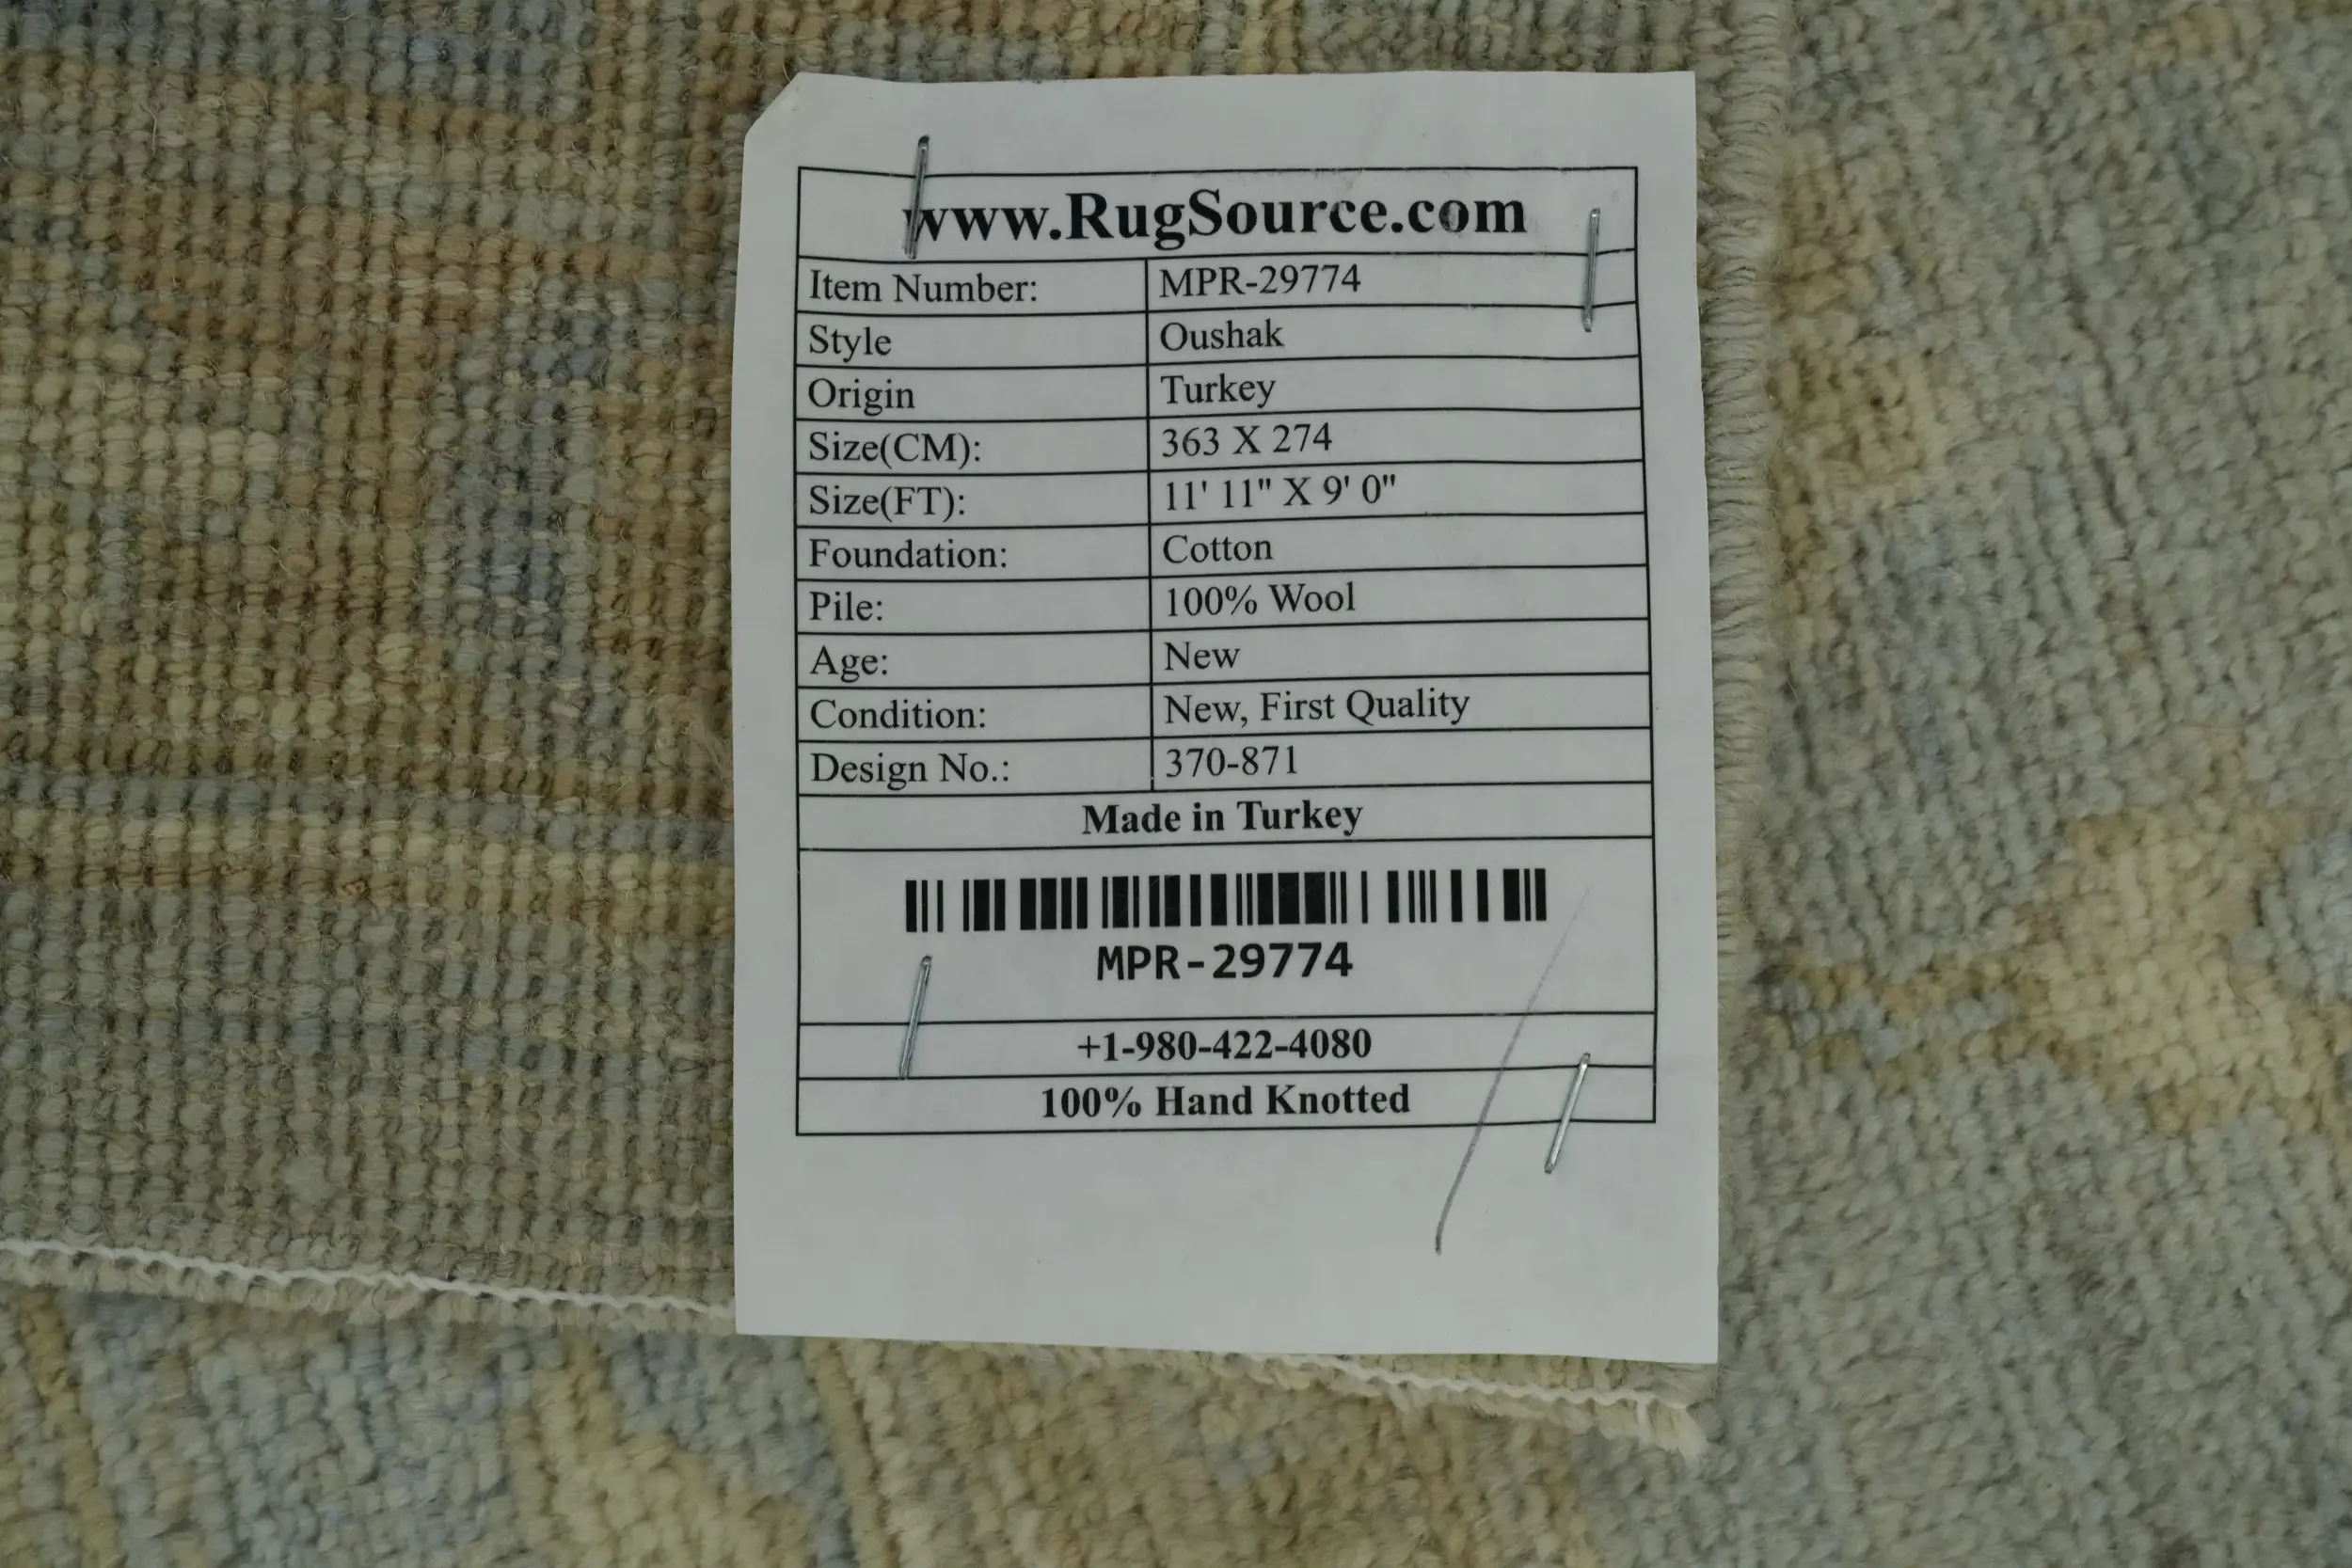 www.RugSource.com
Item Number: MPR-29774
Style Oushak
Origin Turkey
Size(CM): 363 X 274
Size(FT): 11' 11" X 9' 0"
Foundation: Cotton
Pile: 100% Wool
Age: New
Condition: New, First Quality
Design No.: 370-871
Made in Turkey
MPR-29774
+1-980-422-4080
100% Hand Knotted